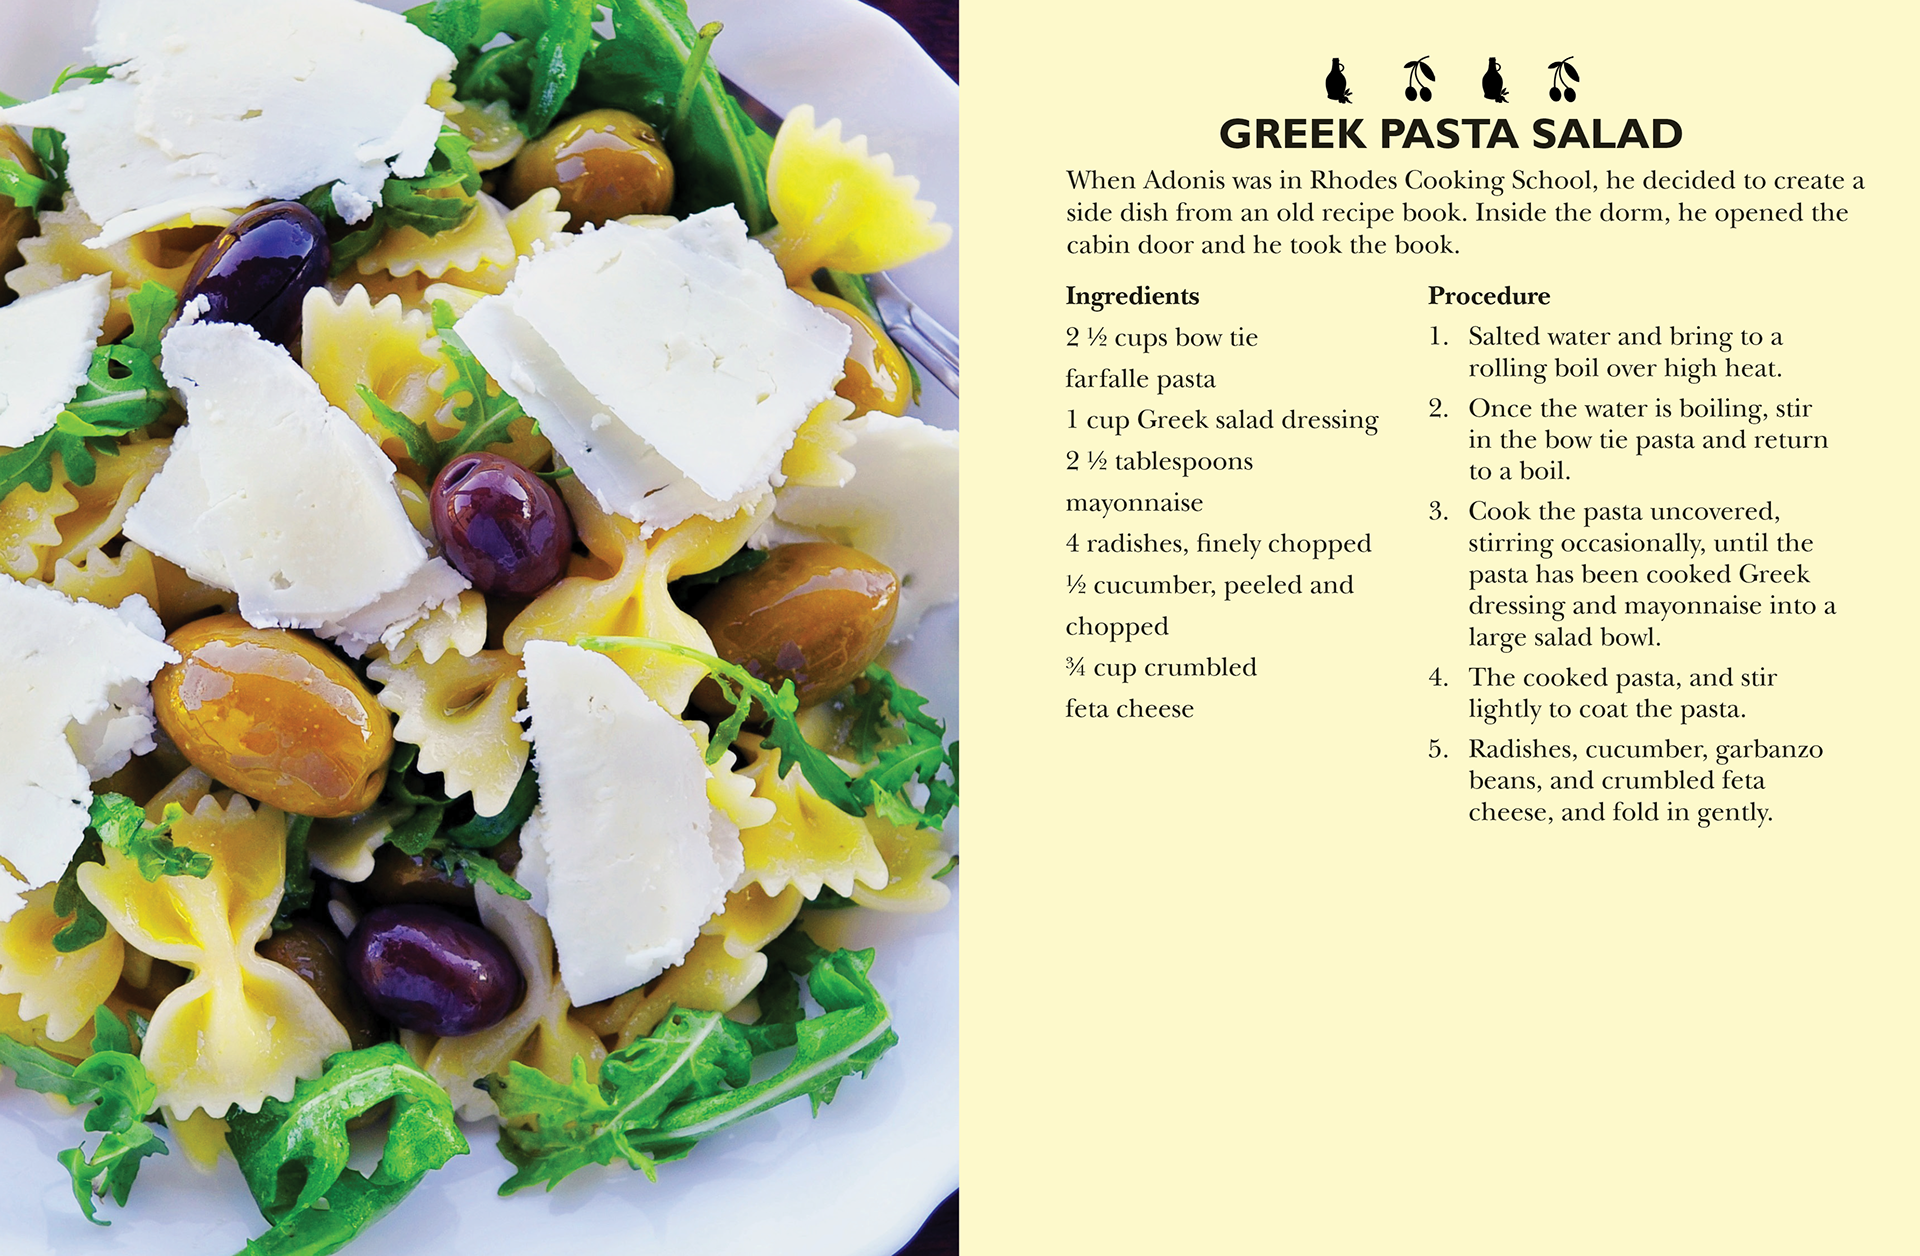 GREEK PASTA SALAD
When Adonis was in Rhodes Cooking School, he decided to create a
side dish from an old recipe book. Inside the dorm, he opened the
cabin door and he took the book.
Ingredients
2 ½ cups bow tie
farfalle pasta
1 cup Greek salad dressing
2 ½ tablespoons
mayonnaise
4 radishes, finely chopped
½ cucumber, peeled and
chopped
¾ cup crumbled
feta cheese
Procedure
1. Salted water and bring to a
rolling boil over high heat.
2. Once the water is boiling, stir
in the bow tie pasta and return
to a boil.
3. Cook the pasta uncovered,
stirring occasionally, until the
pasta has been cooked Greek
dressing and mayonnaise into a
large salad bowl.
4. The cooked pasta, and stir
lightly to coat the pasta.
5. Radishes, cucumber, garbanzo
beans, and crumbled feta
cheese, and fold in gently.